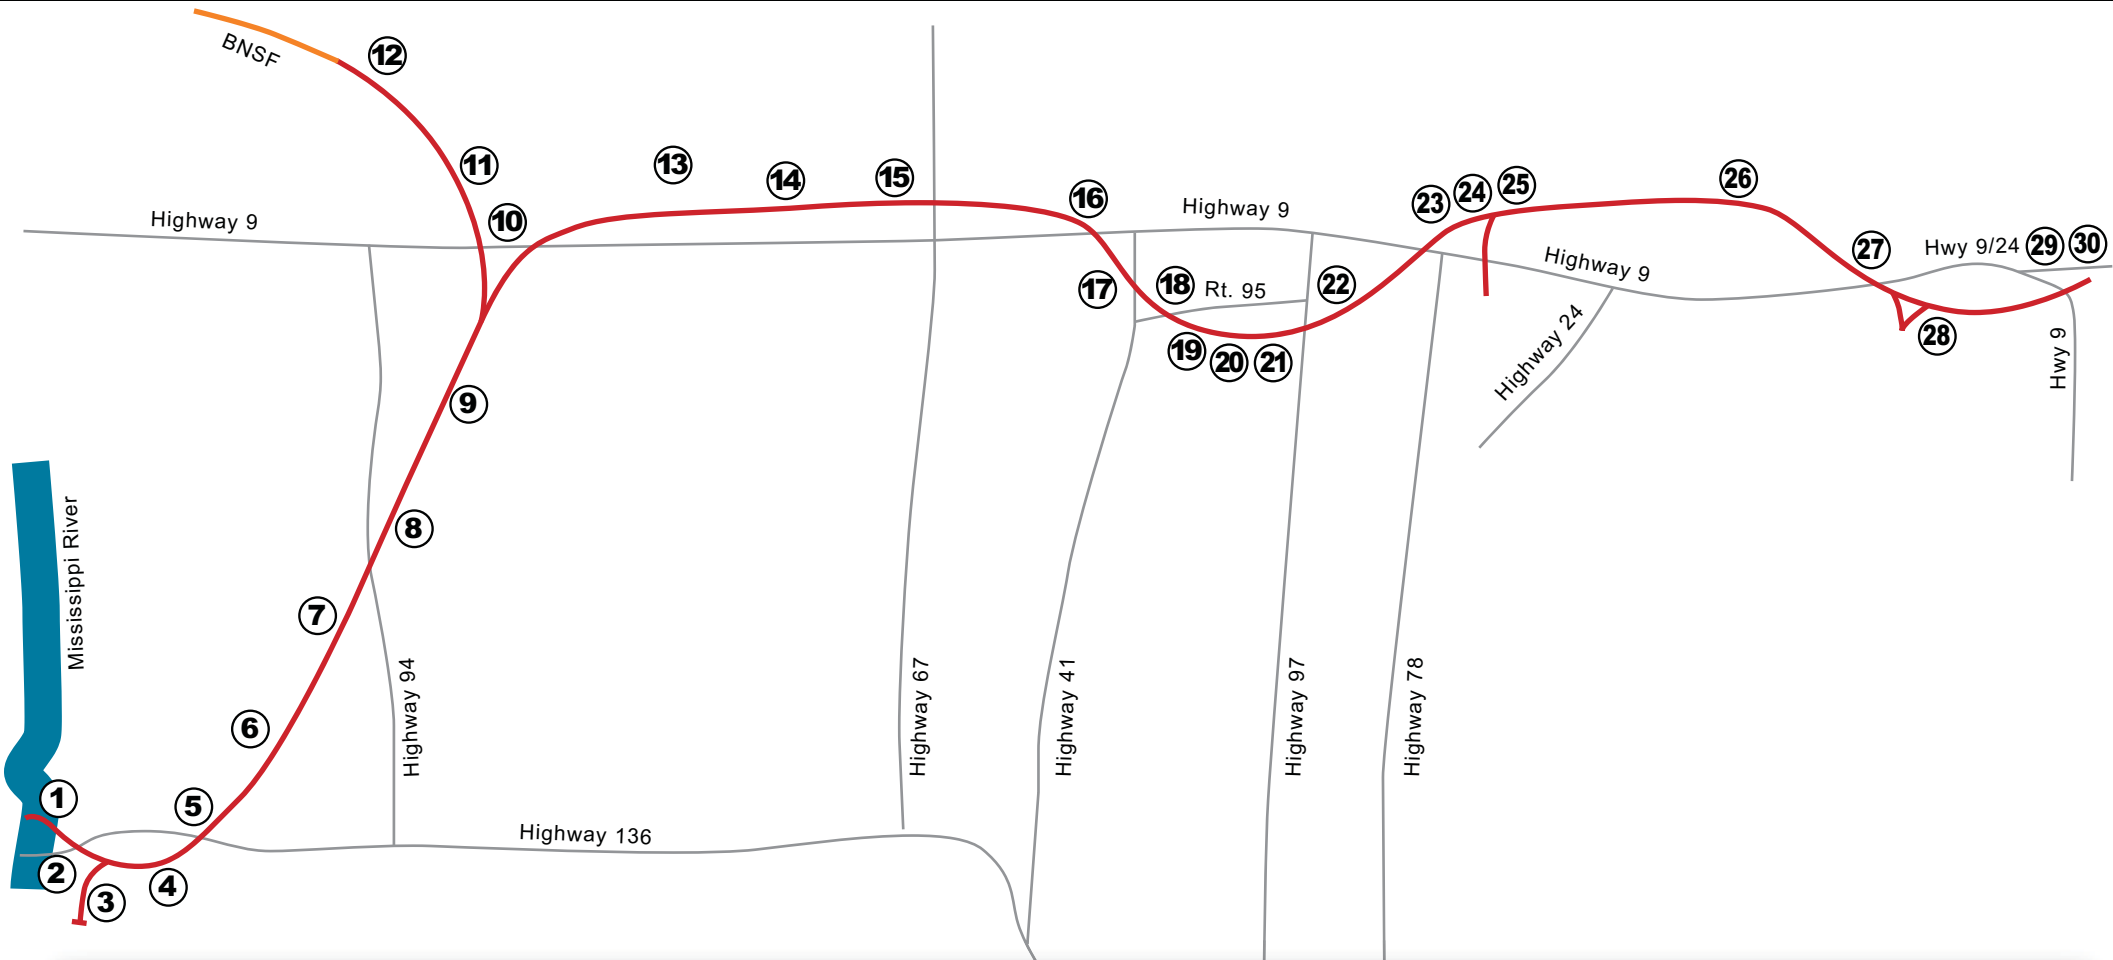 BNSF
12
11
10
13
14
15
16
Highway 9
Highway 9
17
18
Rt. 95
19
20
21
22
23
24
25
26
Highway 9
Highway 24
27
Hwy 9/24
29
30
28
Hwy 9
9
8
7
6
5
Mississippi River
1
2
3
4
Highway 94
Highway 136
Highway 67
Highway 41
Highway 97
Highway 78